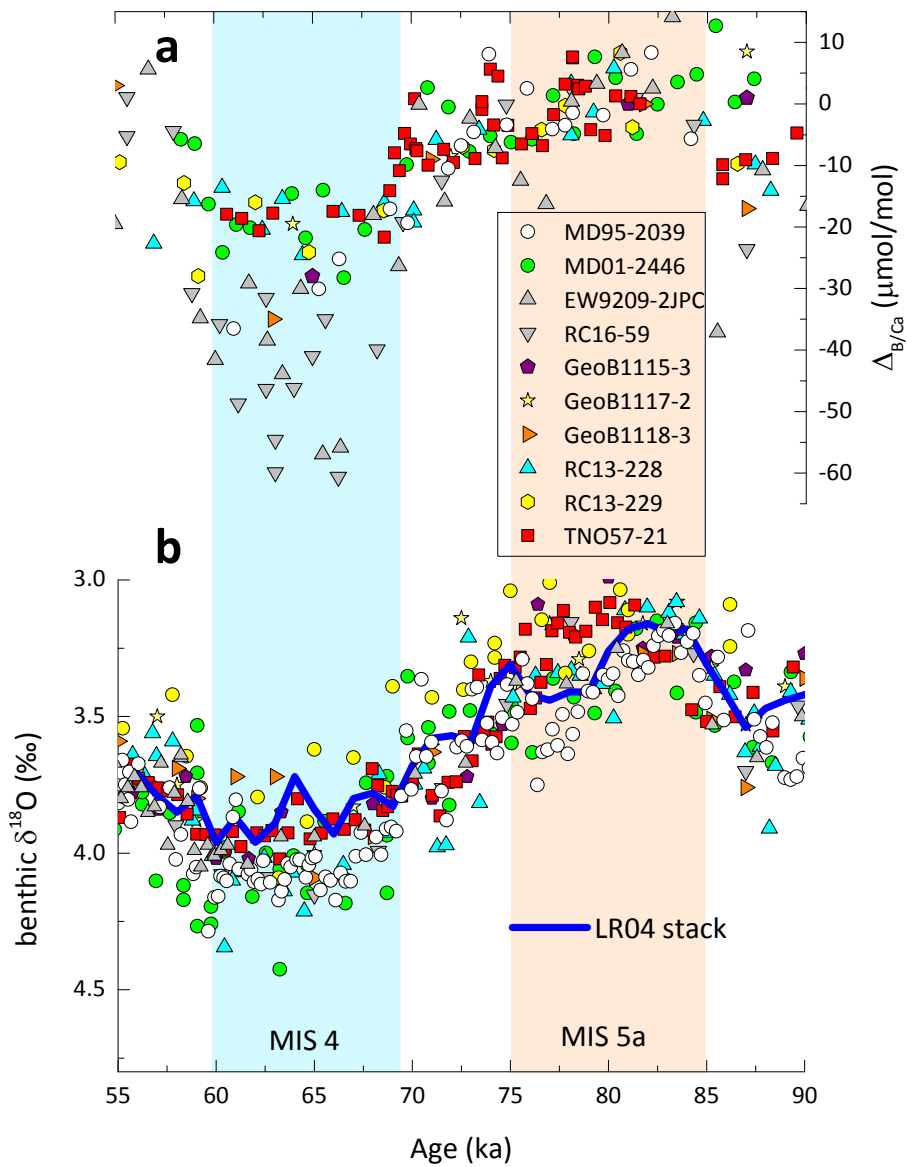 a
10
0
-10
-20
-30
-40
-50
-60
ΔB/Ca (μmol/mol)
MD95-2039
MD01-2446
EW9209-2JPC
RC16-59
GeoB1115-3
GeoB1117-2
GeoB1118-3
RC13-228
RC13-229
TNO57-21
b
3.0
3.5
4.0
4.5
benthic δ18O (‰)
LR04 stack
MIS 4
MIS 5a
55 60 65 70 75 80 85 90
Age (ka)